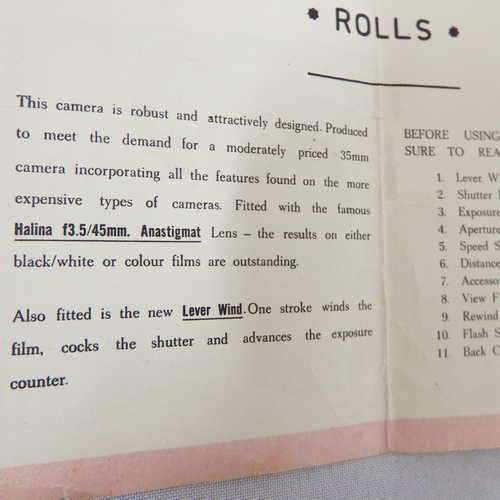 * ROLLS *
This camera is robust and attractively designed. Produced
to meet the demand for a moderately priced 35mm
camera incorporating all the features found on the more
expensive types of cameras. Fitted with the famous
Halina f3.5/45mm. Anastigmat Lens – the results on either
black/white or colour films are outstanding.
Also fitted is the new Lever Wind. One stroke winds the
film, cocks the shutter and advances the exposure
counter.
BEFORE USING
SURE TO REA
1. Lever W
2. Shutter
3. Exposure
4. Aperture
5. Speed S
6. Distance
7. Accesso
8. View F
9. Rewind
10. Flash S
11. Back C